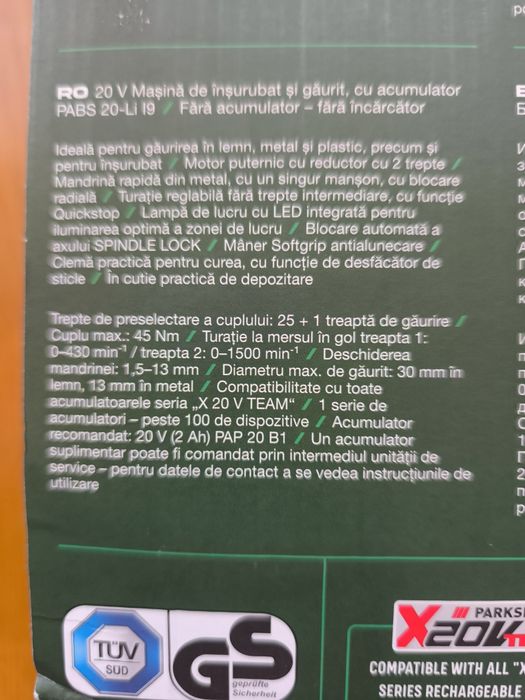 RO 20 V Mașină de înșurubat și găurit, cu acumulator
PABS 20-Li I9 / Fără acumulator – fără încărcător
Ideală pentru găurirea în lemn, metal și plastic, precum și
pentru înșurubat / Motor puternic cu reductor cu 2 trepte /
Mandrină rapidă din metal, cu un singur manșon, cu blocare
radială / Turație reglabilă fără trepte intermediare, cu funcție
Quickstop / Lampă de lucru cu LED integrată pentru
iluminarea optimă a zonei de lucru / Blocare automată a
axului SPINDLE LOCK / Mâner Softgrip antialunecare /
Clemă practică pentru curea, cu funcție de desfăcător de
sticle / În cutie practică de depozitare
Trepte de preselectare a cuplului: 25 + 1 treaptă de găurire /
Cuplu max.: 45 Nm / Turație la mersul în gol treapta 1:
0–430 min⁻¹ / treapta 2: 0–1500 min⁻¹ / Deschiderea
mandrinei: 1,5–13 mm / Diametru max. de găurit: 30 mm în
lemn, 13 mm în metal / Compatibilitate cu toate
acumulatoarele seria „X 20 V TEAM“ / 1 serie de
acumulatori – peste 100 de dispozitive / Acumulator
recomandat: 20 V (2 Ah) PAP 20 B1 / Un acumulator
suplimentar poate fi comandat prin intermediul unității de
service – pentru datele de contact a se vedea instrucțiunile de
utilizare
TÜV
SÜD
GS
geprüfte
Sicherheit
PARKSI
X20V
COMPATIBLE WITH ALL "X
SERIES RECHARGEABLE